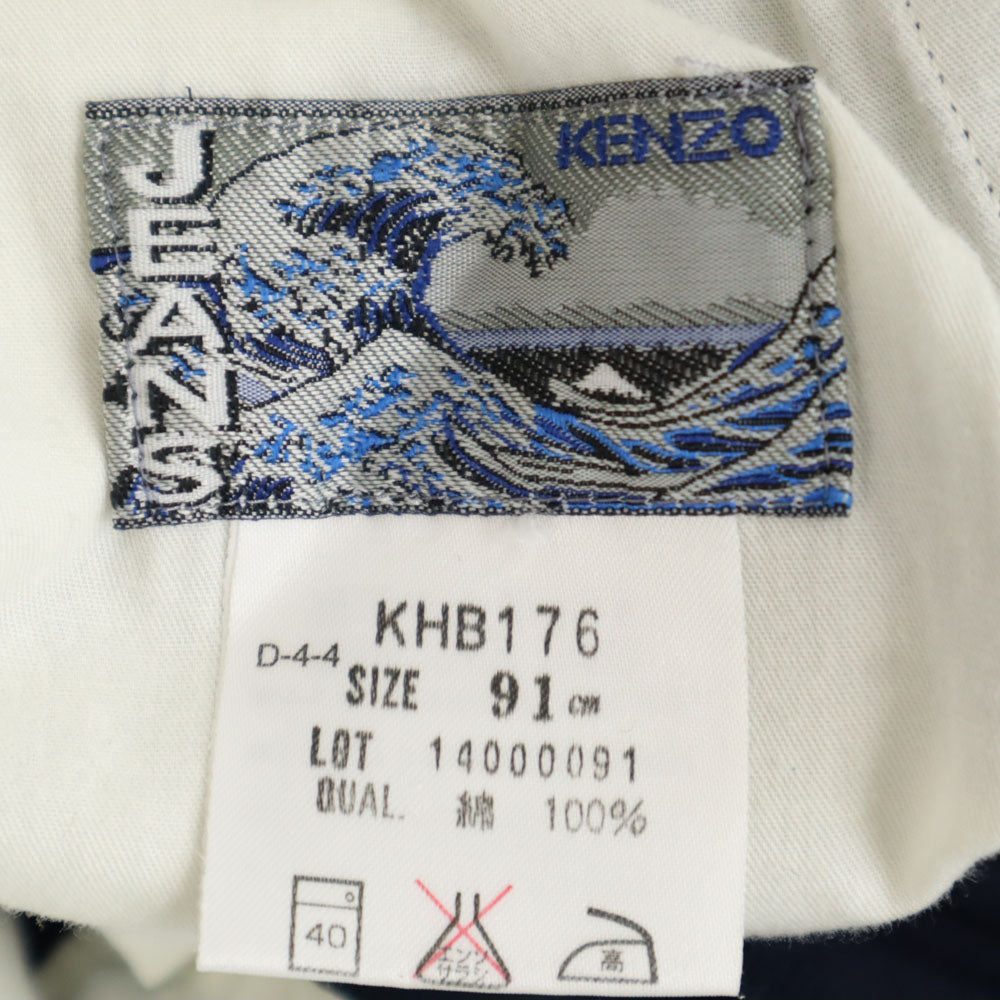 KENZO
JEANS
KHB176
D-4-4
SIZE 91cm
LOT 14000091
QUAL. 綿 100%
40
エンソ
サラシ
高